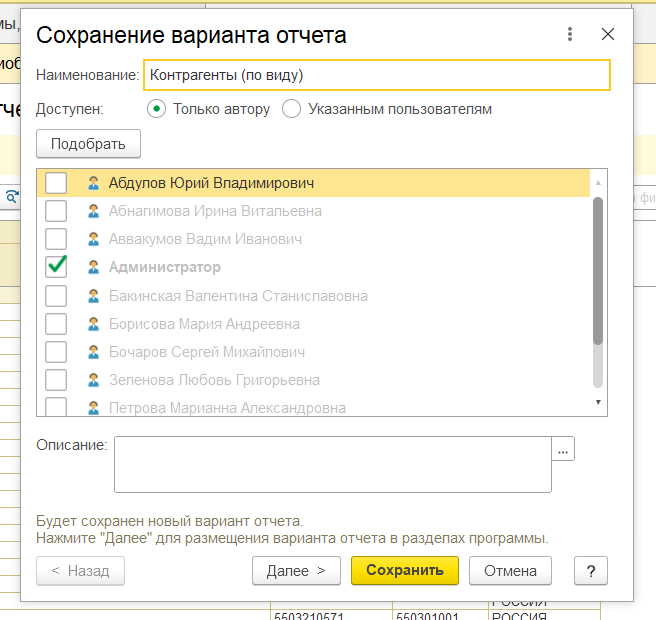 мы,
Сохранение варианта отчета
Наименование: Контрагенты (по виду)
Доступен: Только автору Указанным пользователям
Подобрать
Абдулов Юрий Владимирович
Абнагимова Ирина Витальевна
Аввакумов Вадим Иванович
Администратор
Бакинская Валентина Станиславовна
Борисова Мария Андреевна
Бочаров Сергей Михайлович
Зеленова Любовь Григорьевна
Петрова Марианна Александровна
Описание: ...
Будет сохранен новый вариант отчета.
Нажмите "Далее" для размещения варианта отчета в разделах программы.
< Назад Далее > Сохранить Отмена ?
РОССИЯ
5503210571 550301001 РОССИЯ